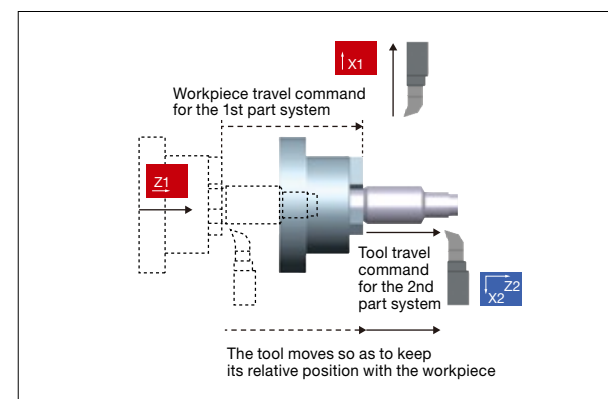 X1
Workpiece travel command
for the 1st part system
Z1
Tool travel
command
for the 2nd
part system
Z2
X2
The tool moves so as to keep
its relative position with the workpiece